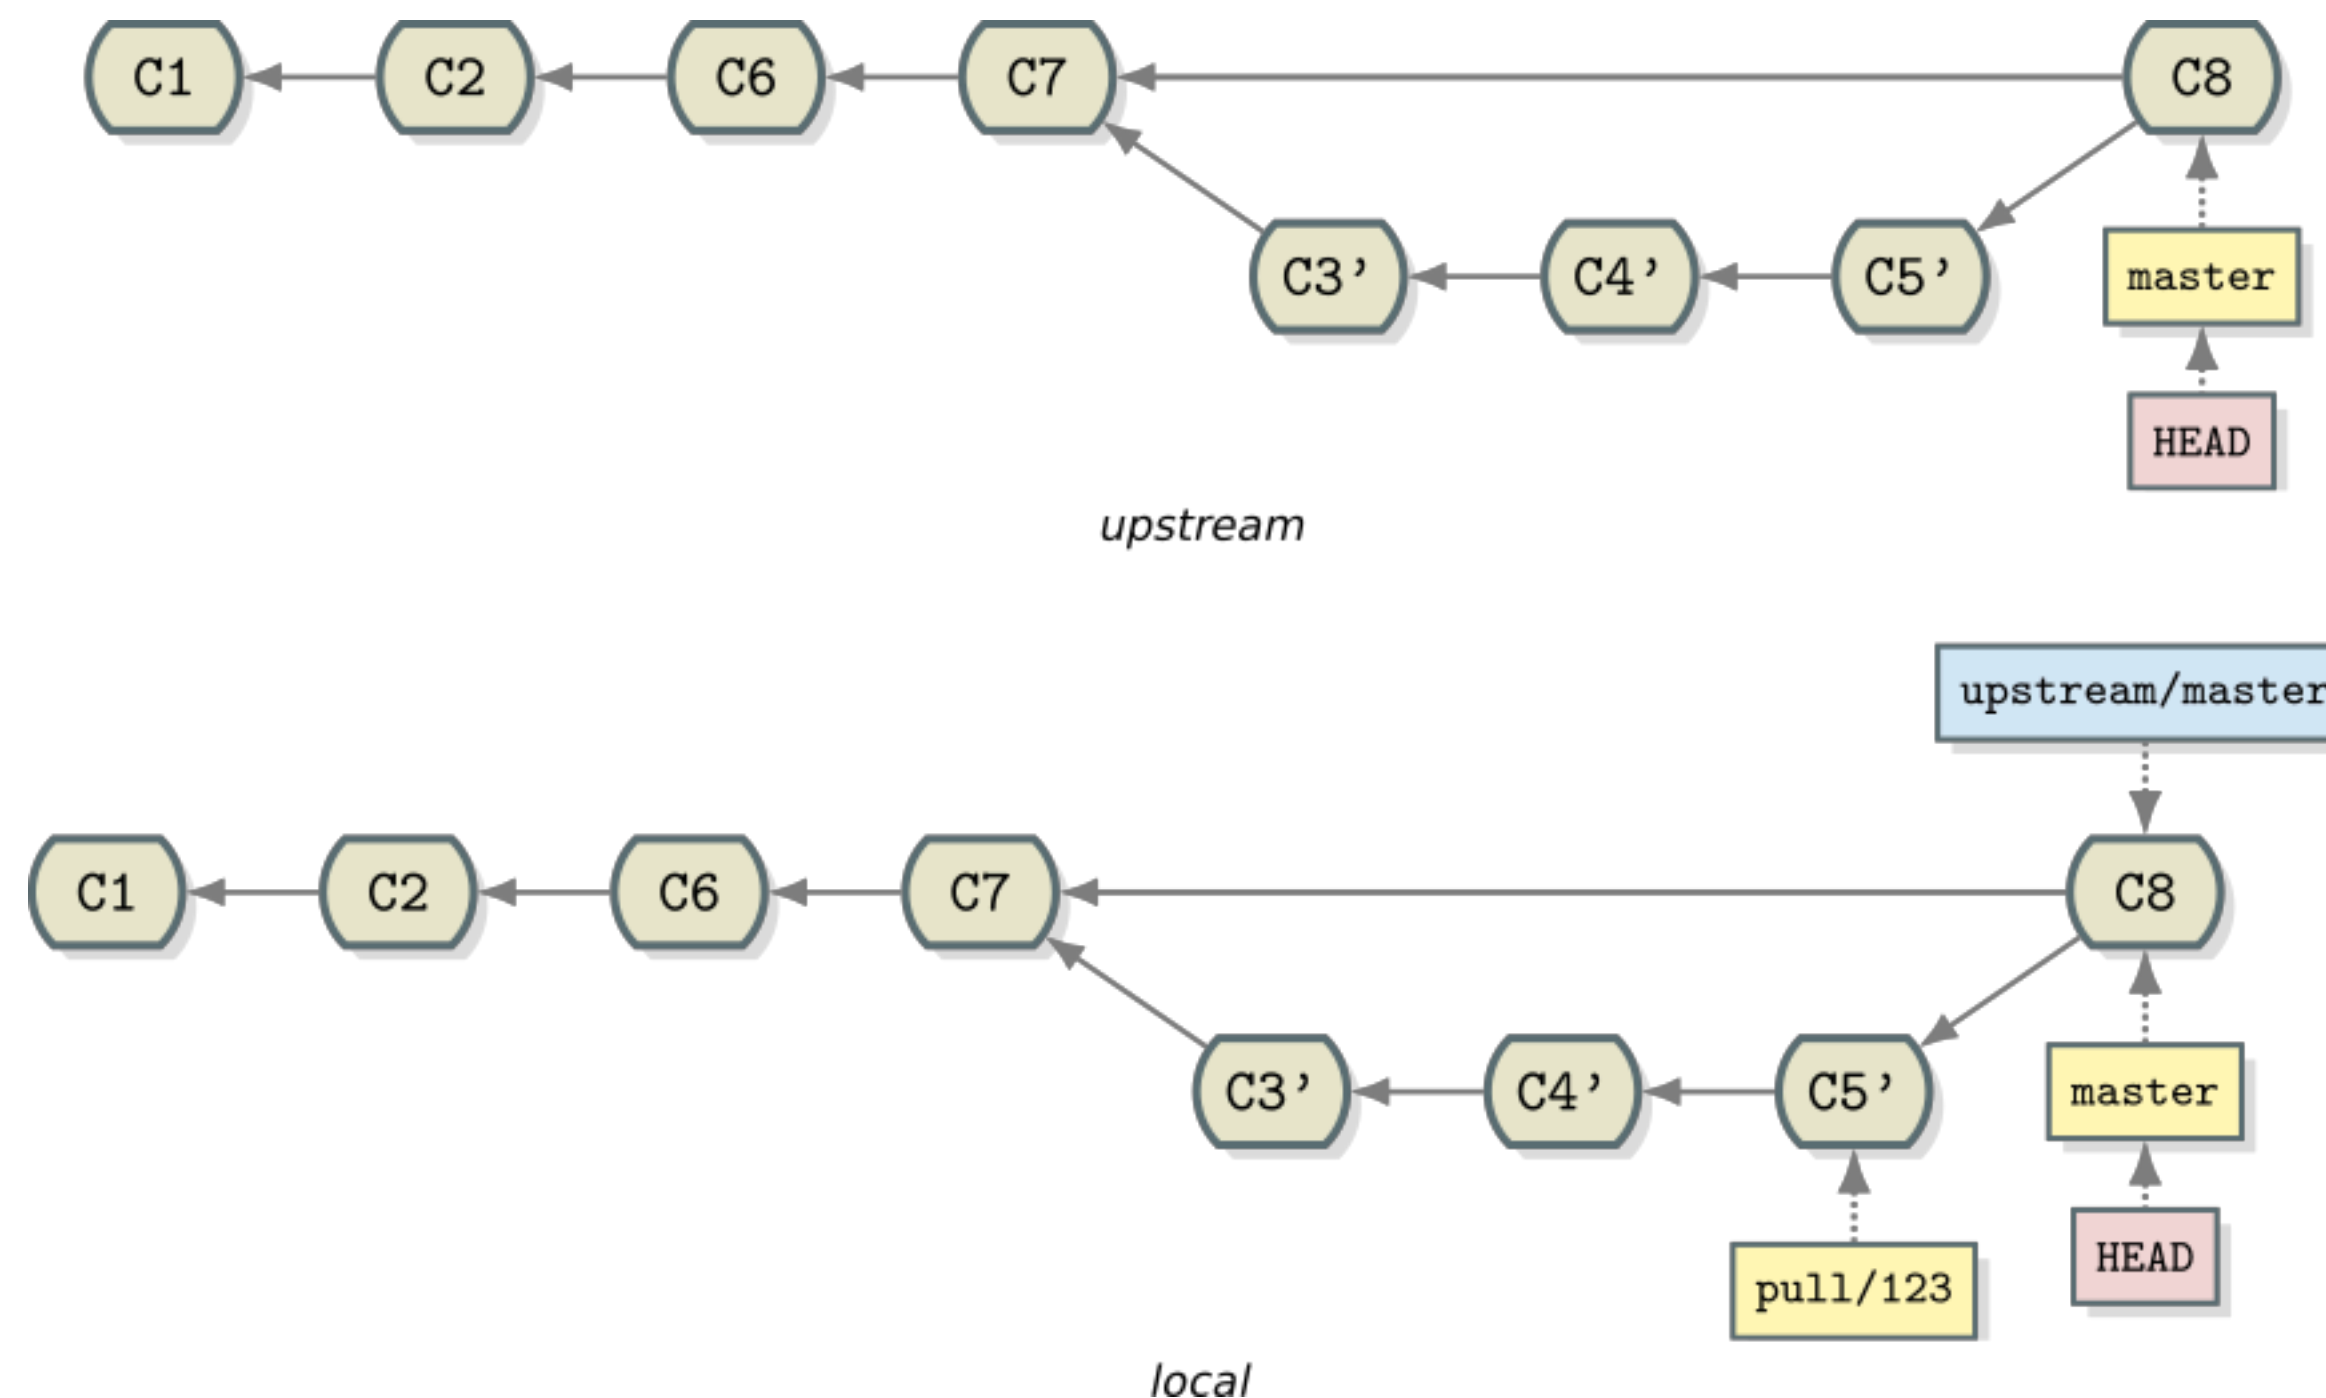 C1 C2 C6 C7 C8
C3’ C4’ C5’ master
HEAD
upstream
upstream/master
C1 C2 C6 C7 C8
C3’ C4’ C5’ master
HEAD
pull/123
local